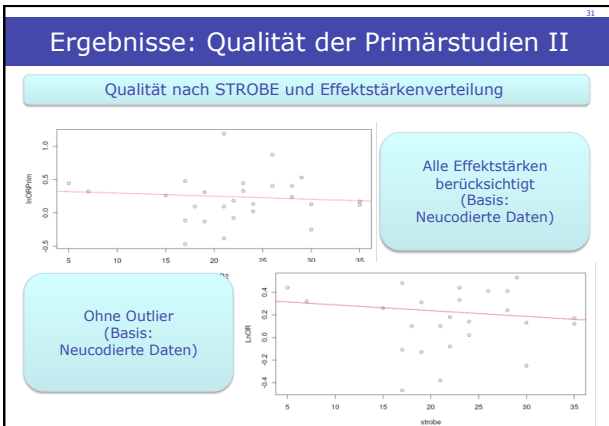 31
Ergebnisse: Qualität der Primärstudien II
Qualität nach STROBE und Effektstärkenverteilung
lnORPrim
-0.5 0.0 0.5 1.0
5 10 15 20 25 30 35
Alle Effektstärken
berücksichtigt
(Basis:
Neucodierte Daten)
Ohne Outlier
(Basis:
Neucodierte Daten)
LnOR
-0.4 -0.2 0.0 0.2 0.4
5 10 15 20 25 30 35
strobe